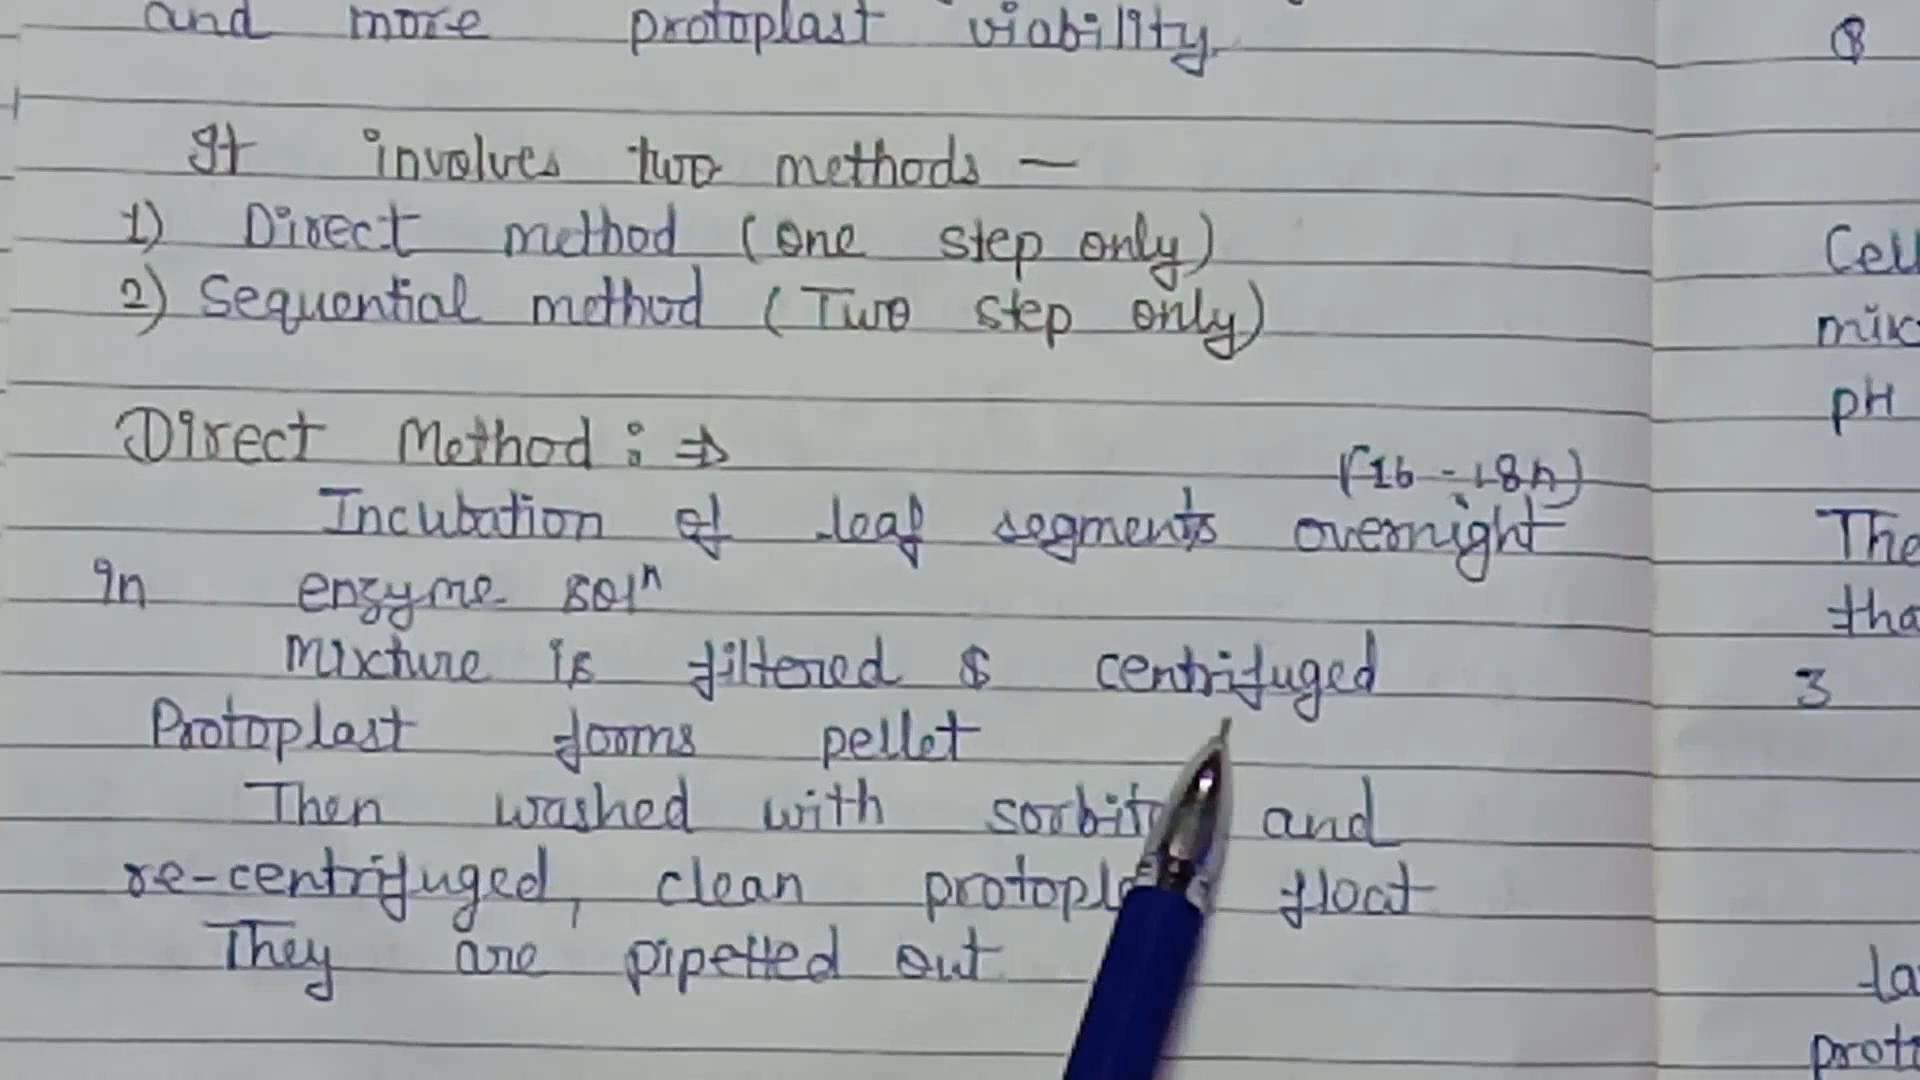 and more protoplast viability.
It involves two methods —
1) Direct method (one step only)
2) Sequential method (Two step only)
Direct Method : ⇒
(16 - 18h)
Incubation of leaf segments overnight
In enzyme solⁿ
Mixture is filtered & centrifuged
Protoplast forms pellet
Then washed with and
re-centrifuged, clean float
They are pipetted out
8
Cell
pH
The
3